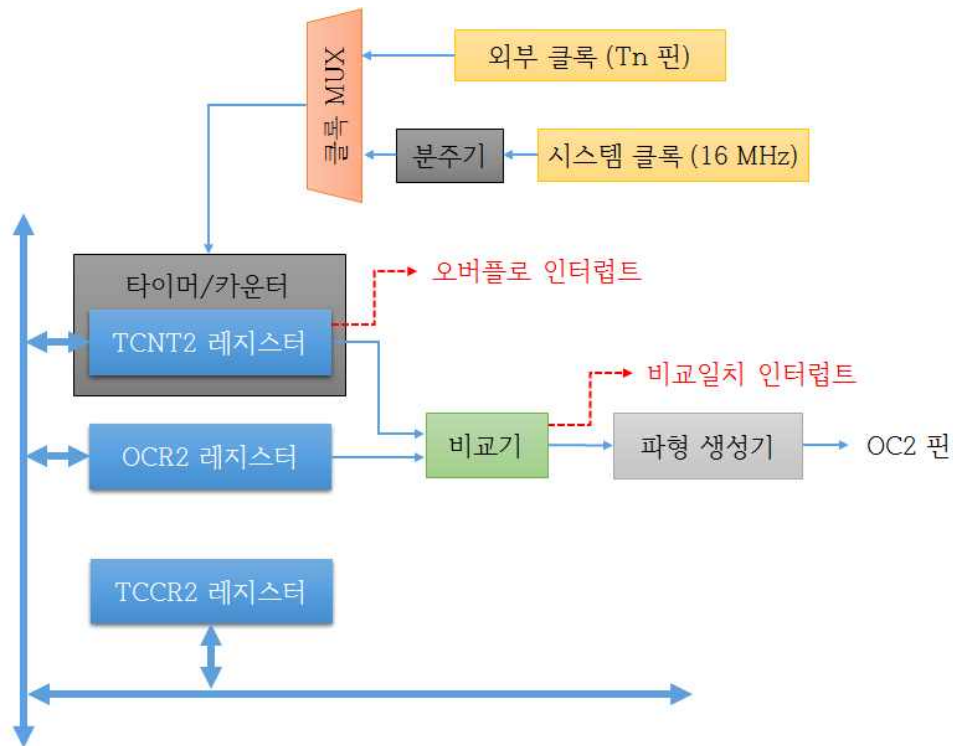 외부 클록 (Tn 핀)
클록 MUX
분주기
시스템 클록 (16 MHz)
타이머/카운터
오버플로 인터럽트
TCNT2 레지스터
비교일치 인터럽트
OCR2 레지스터
비교기
파형 생성기
OC2 핀
TCCR2 레지스터